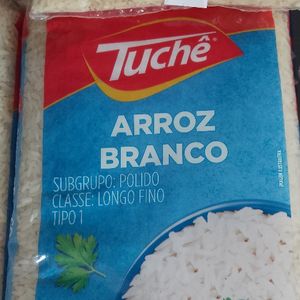 Tuchê
ARROZ
BRANCO
SUBGRUPO: POLIDO
CLASSE: LONGO FINO
TIPO 1